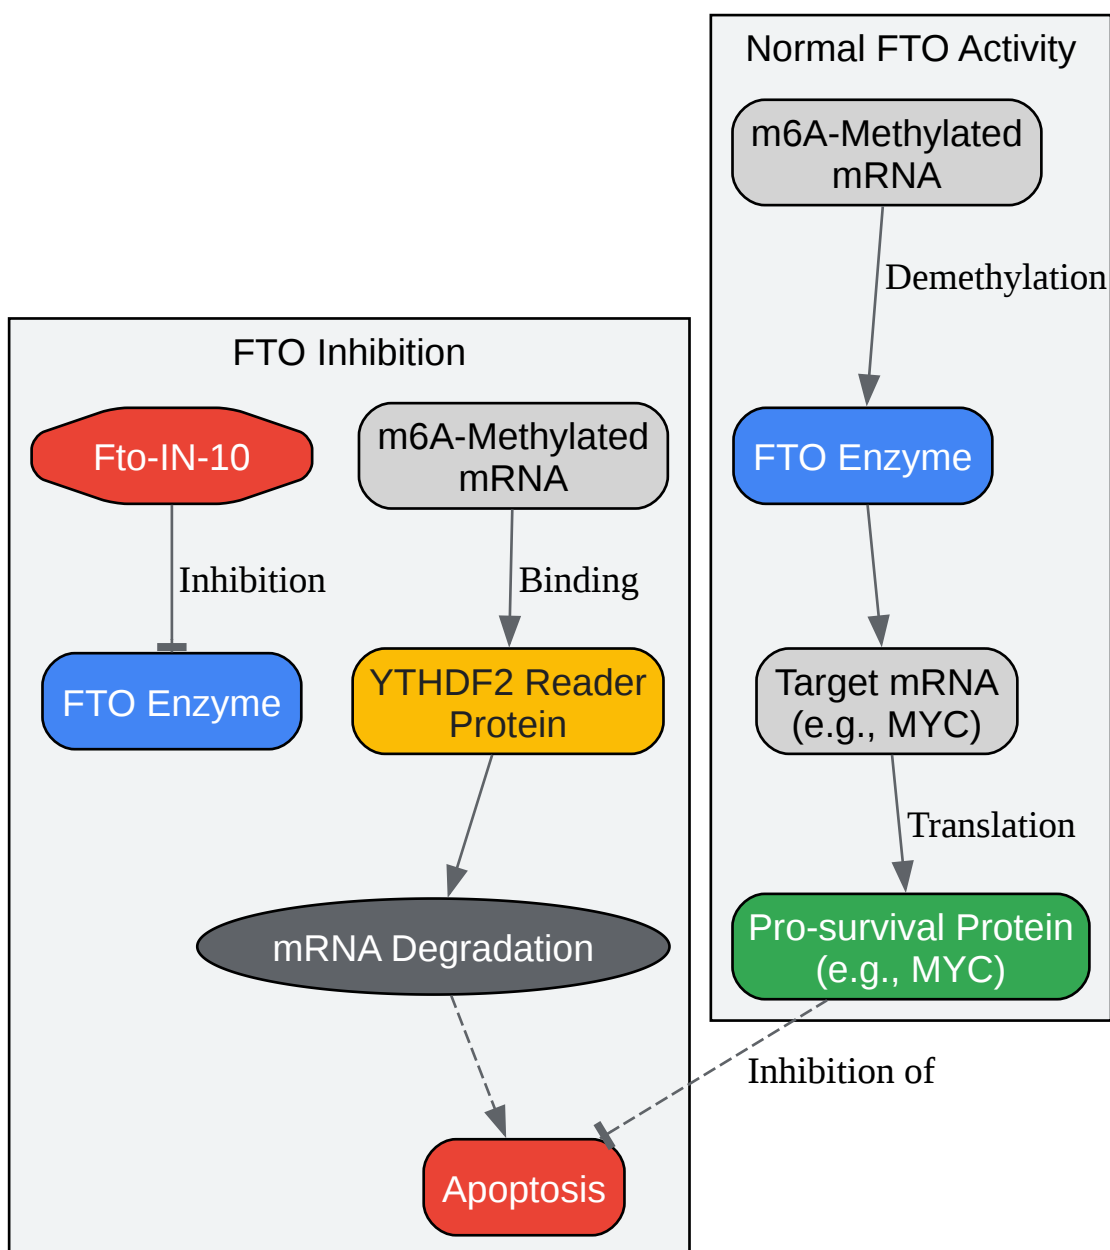 Normal FTO Activity
m6A-Methylated
mRNA
Demethylation
FTO Enzyme
Target mRNA
(e.g., MYC)
Translation
Pro-survival Protein
(e.g., MYC)
Inhibition of
FTO Inhibition
Fto-IN-10
Inhibition
FTO Enzyme
m6A-Methylated
mRNA
Binding
YTHDF2 Reader
Protein
mRNA Degradation
Apoptosis